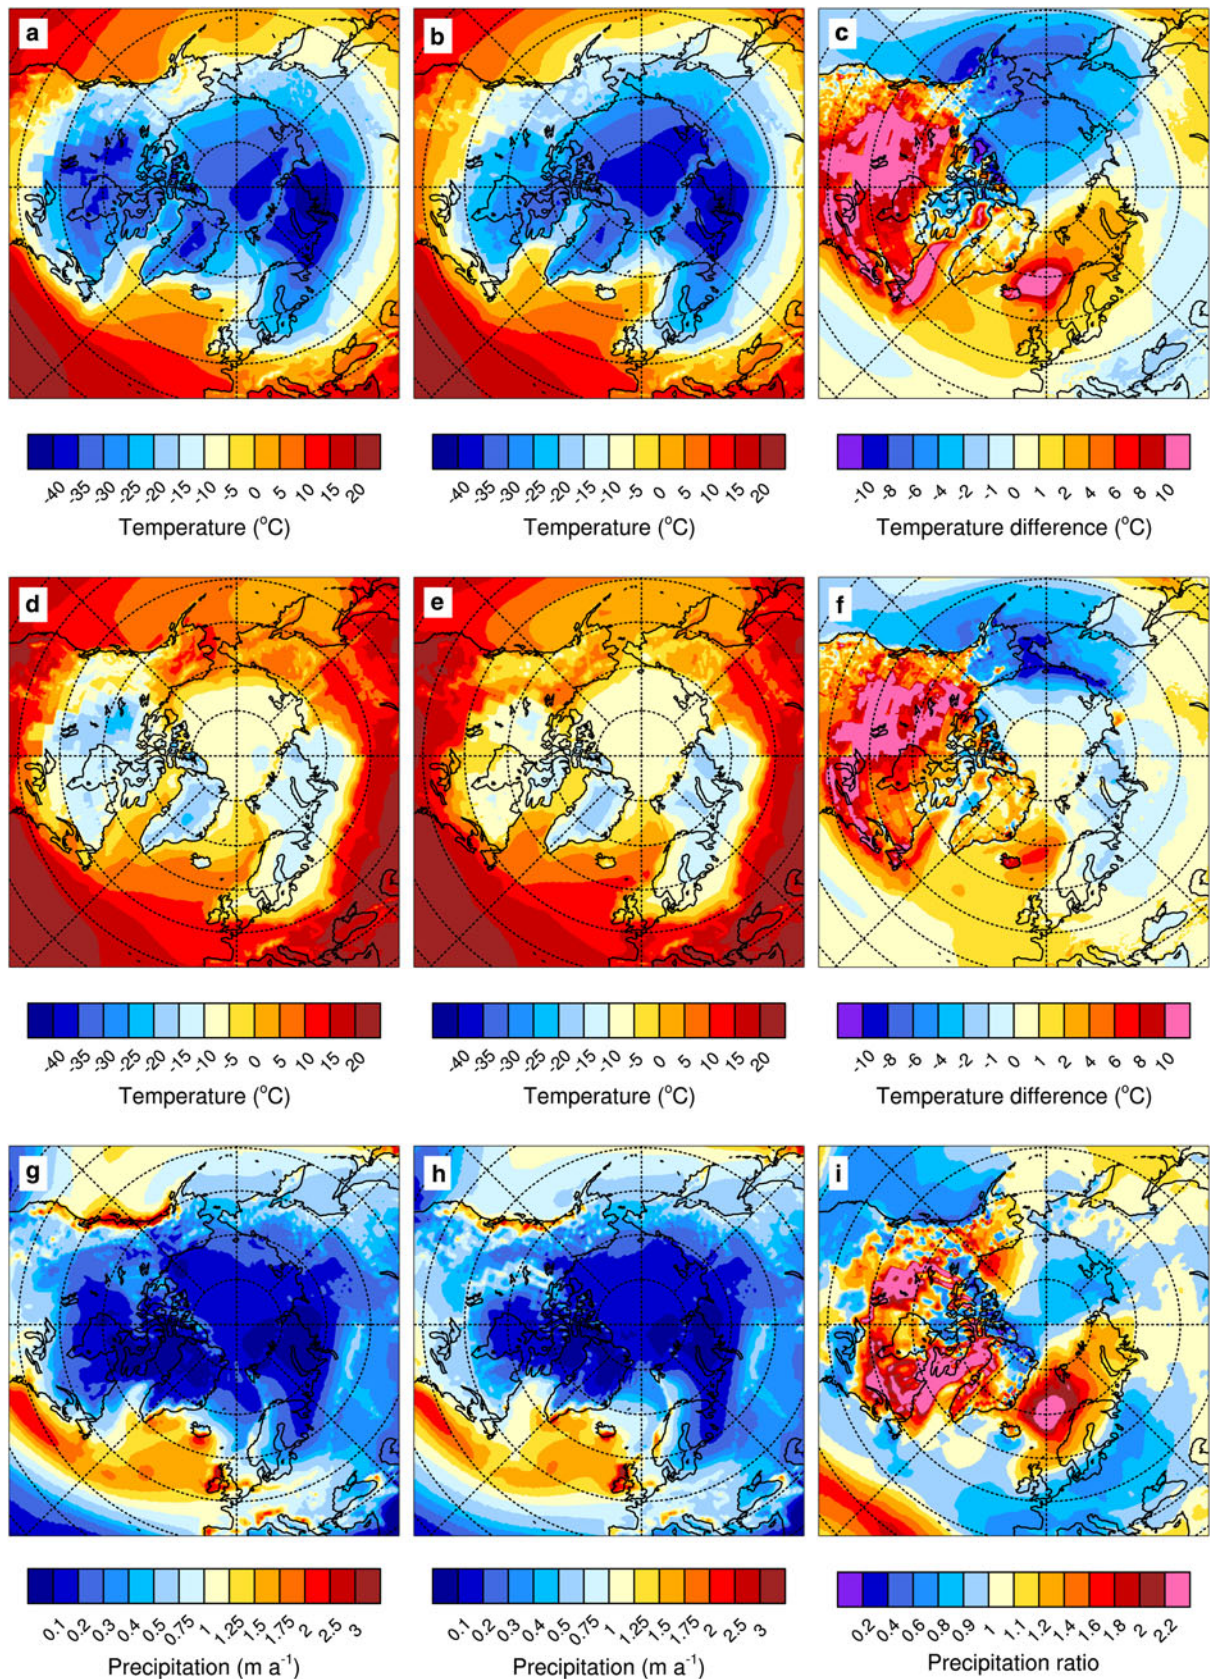 a b c
-40 -35 -30 -25 -20 -15 -10 -5 0 5 10 15 20
-40 -35 -30 -25 -20 -15 -10 -5 0 5 10 15 20
-10 -8 -6 -4 -2 -1 0 1 2 4 6 8 10
Temperature (°C) Temperature (°C) Temperature difference (°C)
d e f
-40 -35 -30 -25 -20 -15 -10 -5 0 5 10 15 20
-40 -35 -30 -25 -20 -15 -10 -5 0 5 10 15 20
-10 -8 -6 -4 -2 -1 0 1 2 4 6 8 10
Temperature (°C) Temperature (°C) Temperature difference (°C)
g h i
0.1 0.2 0.3 0.4 0.5 0.75 1 1.25 1.5 1.75 2 2.5 3
0.1 0.2 0.3 0.4 0.5 0.75 1 1.25 1.5 1.75 2 2.5 3
0.2 0.4 0.6 0.8 0.9 1 1.1 1.2 1.4 1.6 1.8 2 2.2
Precipitation (m a⁻¹) Precipitation (m a⁻¹) Precipitation ratio